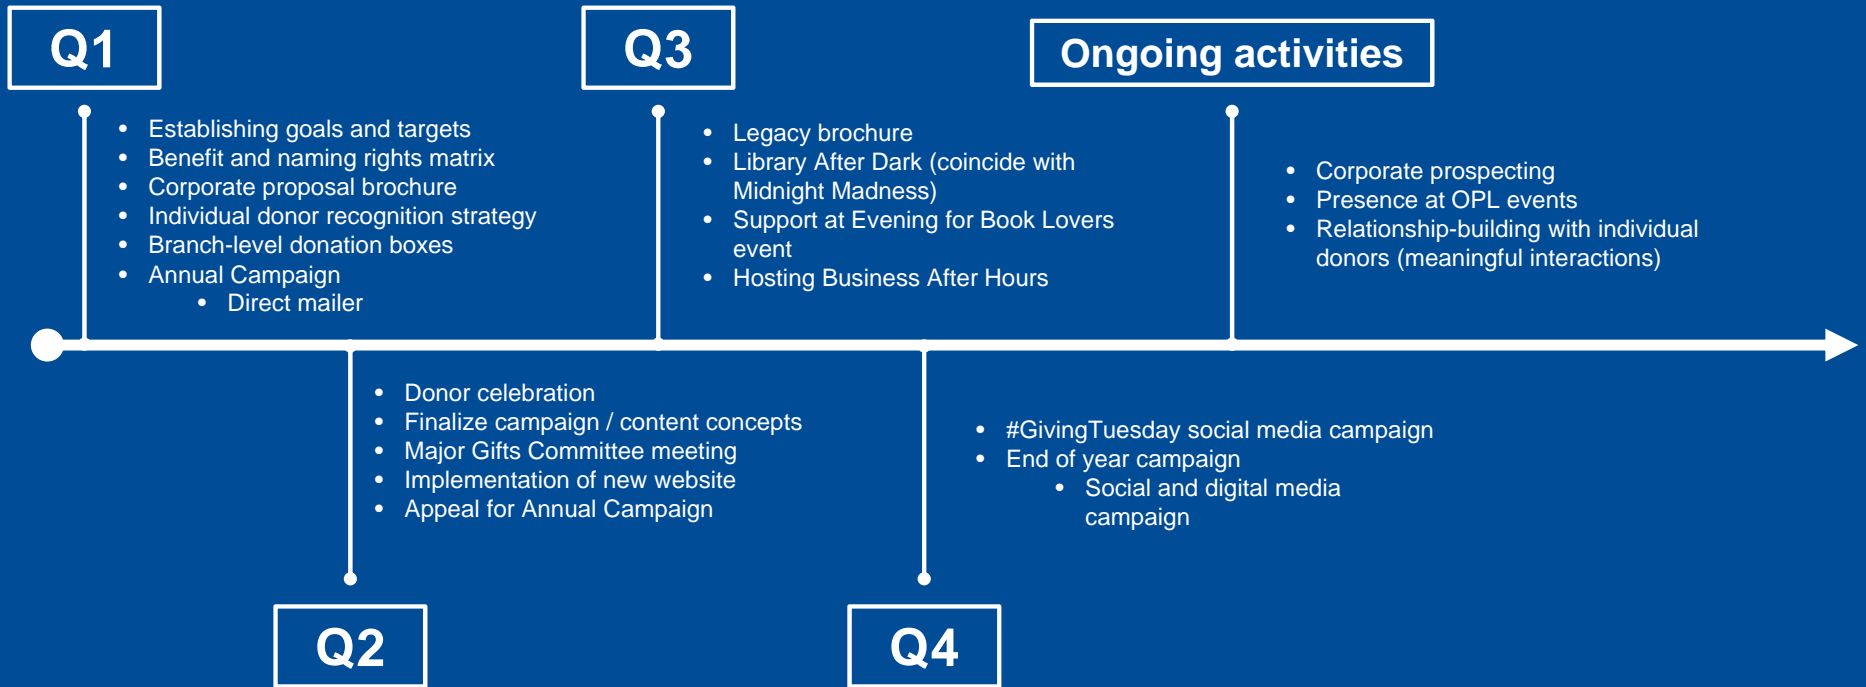 Q1
• Establishing goals and targets
• Benefit and naming rights matrix
• Corporate proposal brochure
• Individual donor recognition strategy
• Branch-level donation boxes
• Annual Campaign
• Direct mailer
Q2
• Donor celebration
• Finalize campaign / content concepts
• Major Gifts Committee meeting
• Implementation of new website
• Appeal for Annual Campaign
Q3
• Legacy brochure
• Library After Dark (coincide with
Midnight Madness)
• Support at Evening for Book Lovers
event
• Hosting Business After Hours
Q4
• #GivingTuesday social media campaign
• End of year campaign
• Social and digital media
campaign
Ongoing activities
• Corporate prospecting
• Presence at OPL events
• Relationship-building with individual
donors (meaningful interactions)